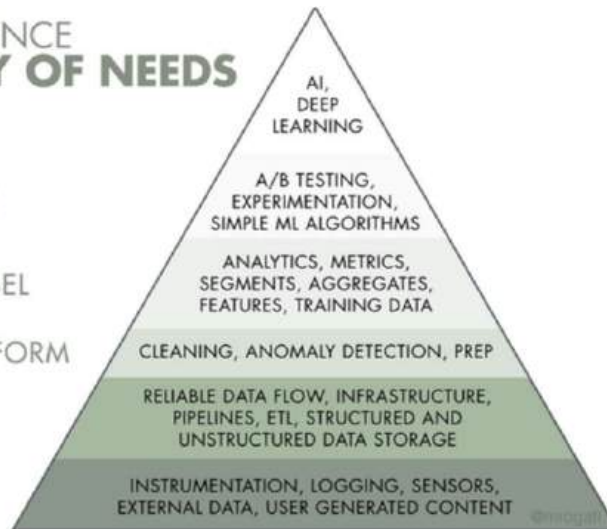 ENCE
Y OF NEEDS
AI,
DEEP
LEARNING
A/B TESTING,
EXPERIMENTATION,
SIMPLE ML ALGORITHMS
ANALYTICS, METRICS,
SEGMENTS, AGGREGATES,
FEATURES, TRAINING DATA
EL
CLEANING, ANOMALY DETECTION, PREP
FORM
RELIABLE DATA FLOW, INFRASTRUCTURE,
PIPELINES, ETL, STRUCTURED AND
UNSTRUCTURED DATA STORAGE
INSTRUMENTATION, LOGGING, SENSORS,
EXTERNAL DATA, USER GENERATED CONTENT